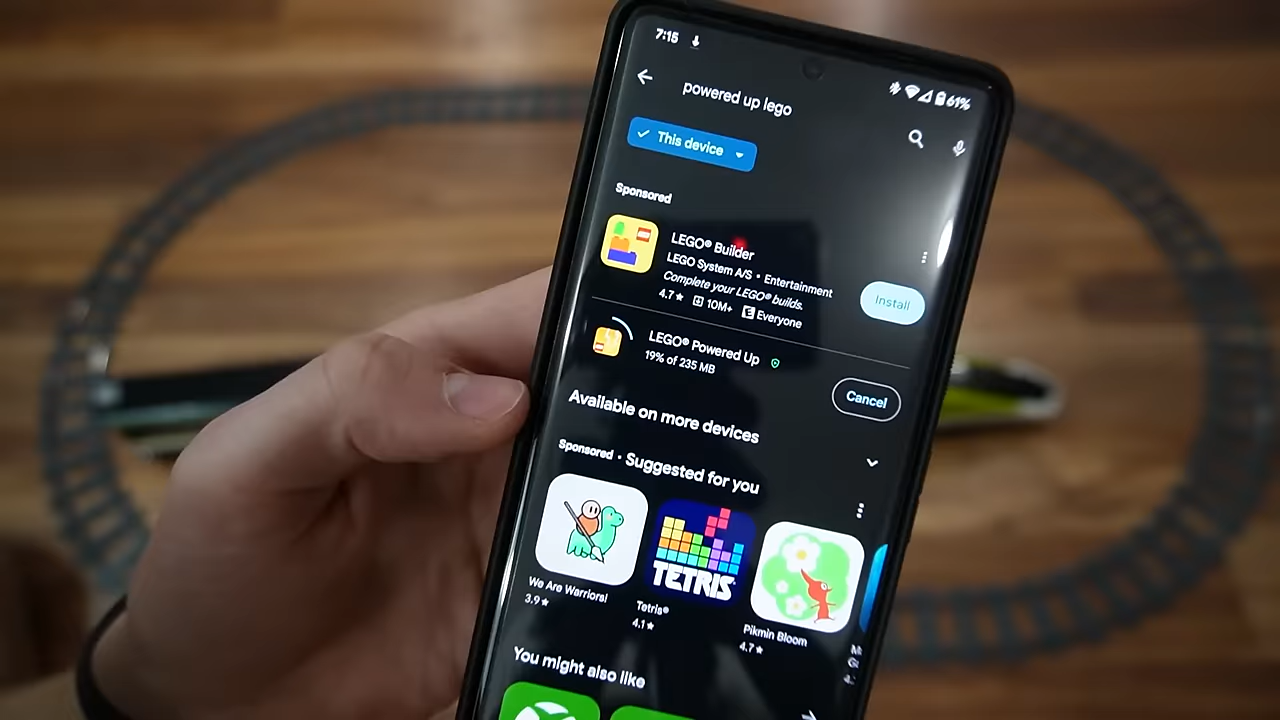 7:15
61%
powered up lego
This device
Sponsored
LEGO® Builder
LEGO System A/S • Entertainment
Complete your LEGO® builds.
4.7★ 10M+ E Everyone
Install
LEGO® Powered Up
19% of 235 MB
Cancel
Available on more devices
Sponsored • Suggested for you
TETRIS
We Are Warriors!
3.9★
Tetris®
4.1★
Pikmin Bloom
4.7★
You might also like